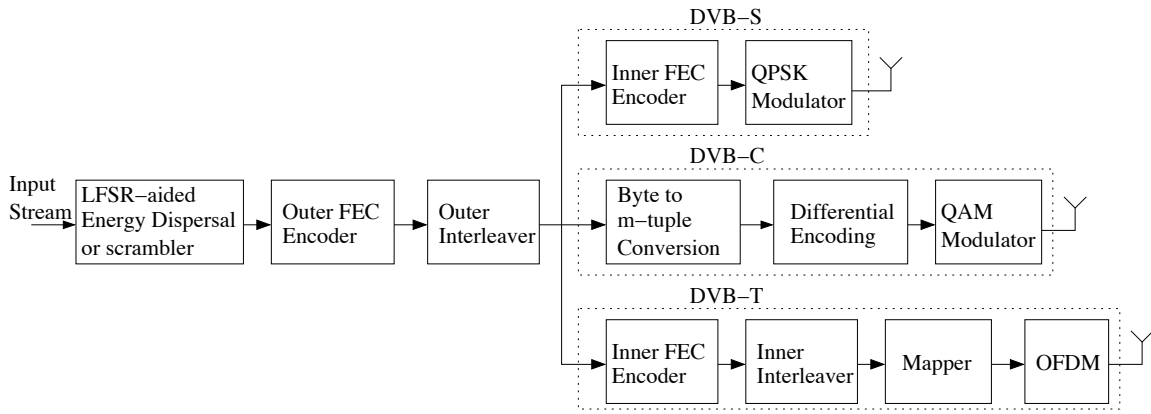 DVB–S
Inner FEC
Encoder
QPSK
Modulator
DVB–C
Input
Stream
LFSR–aided
Energy Dispersal
or scrambler
Outer FEC
Encoder
Outer
Interleaver
Byte to
m–tuple
Conversion
Differential
Encoding
QAM
Modulator
DVB–T
Inner FEC
Encoder
Inner
Interleaver
Mapper
OFDM